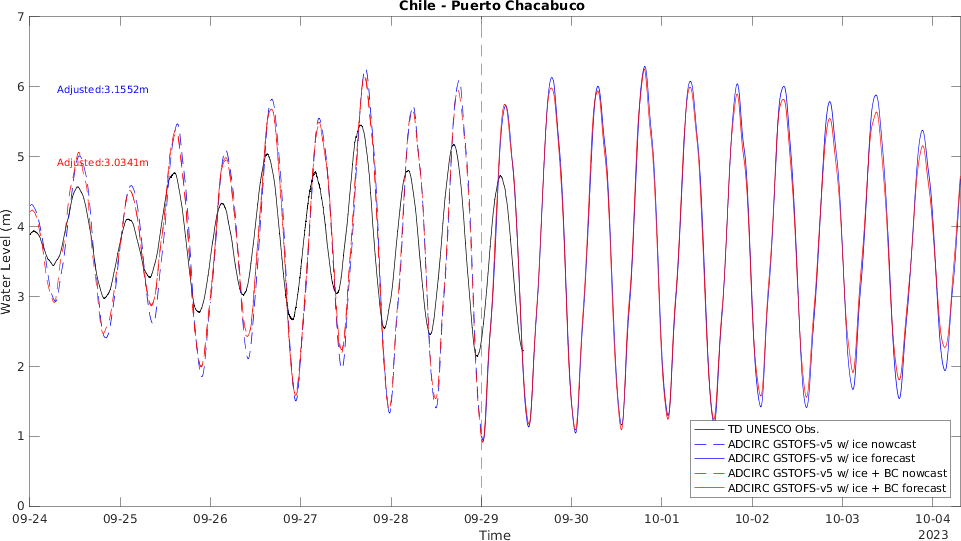 Chile - Puerto Chacabuco
7
6
5
4
3
2
1
0
Water Level (m)
Adjusted:3.1552m
Adjusted:3.0341m
TD UNESCO Obs.
ADCIRC GSTOFS-v5 w/ ice nowcast
ADCIRC GSTOFS-v5 w/ ice forecast
ADCIRC GSTOFS-v5 w/ ice + BC nowcast
ADCIRC GSTOFS-v5 w/ ice + BC forecast
09-24 09-25 09-26 09-27 09-28 09-29 09-30 10-01 10-02 10-03 10-04
Time
2023